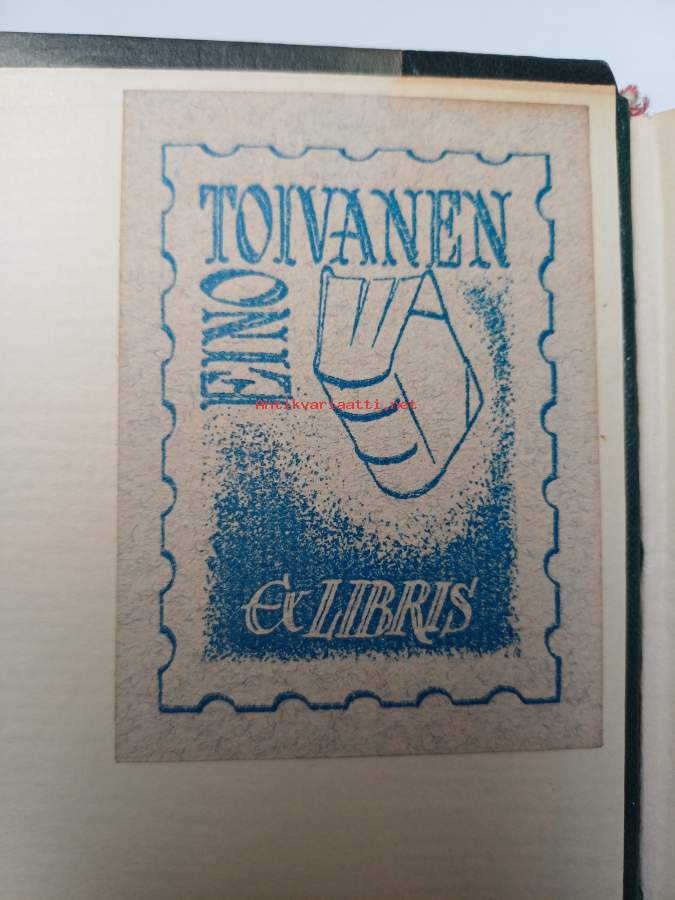 EINO
TOIVANEN
Antikvariaatti.net
Ex LIBRIS